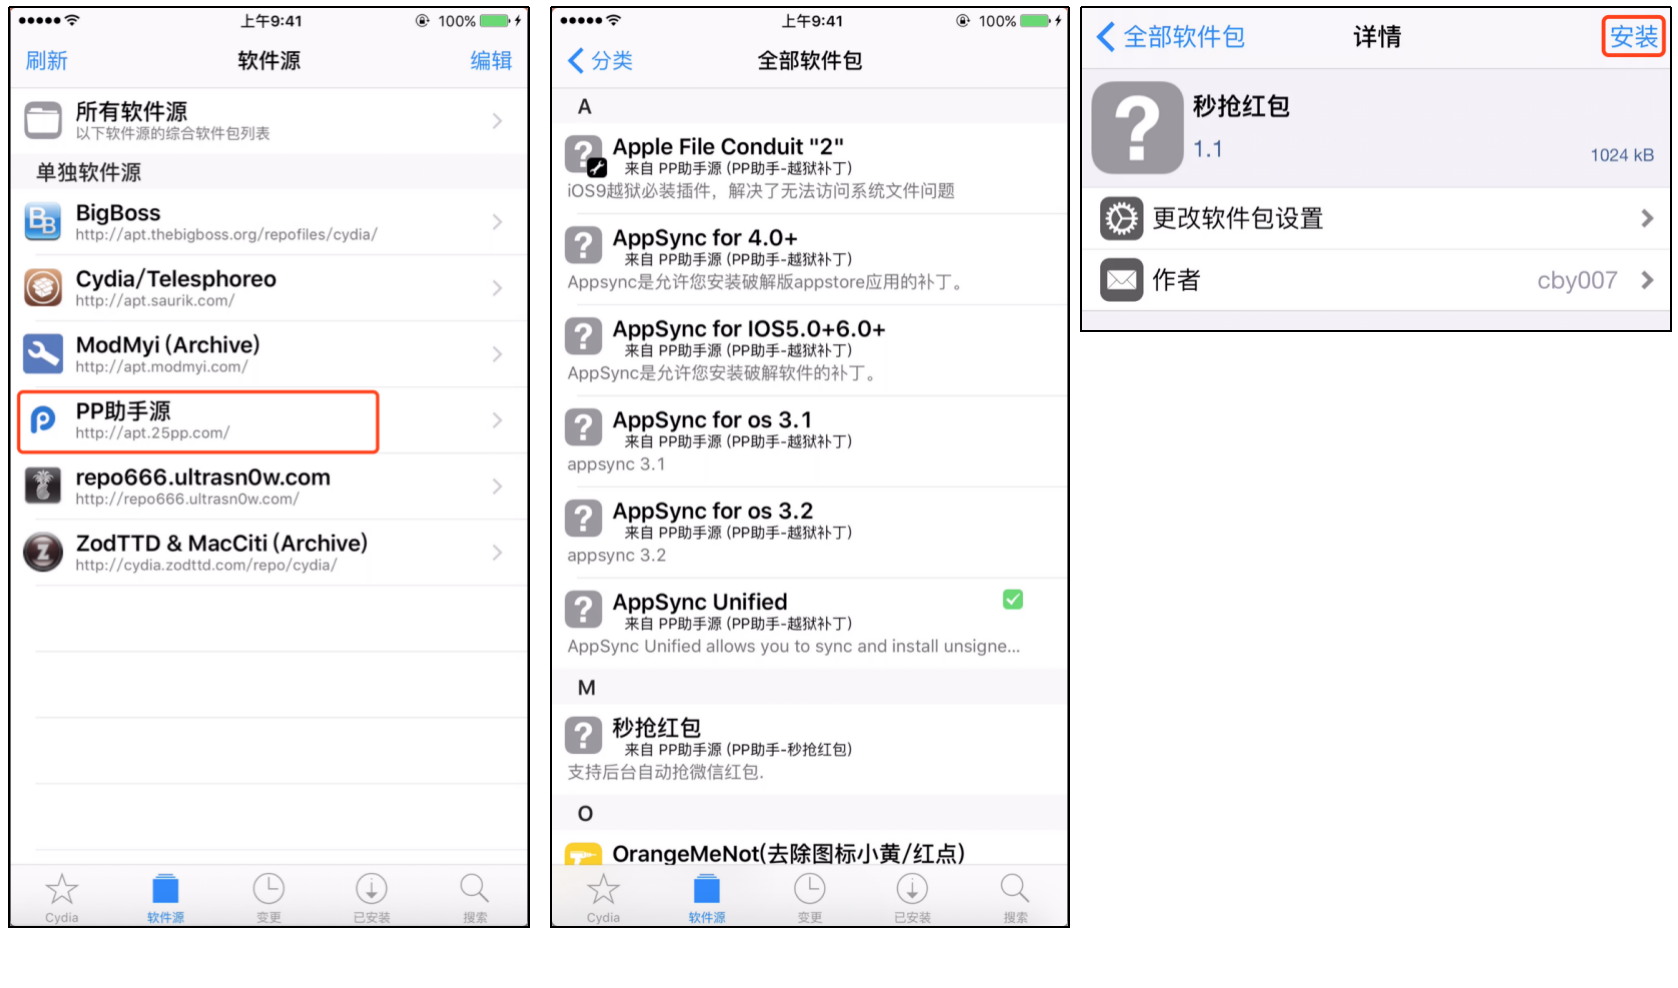 上午9:41
100%
刷新
软件源
编辑
所有软件源
以下软件源的综合软件包列表
单独软件源
BigBoss
http://apt.thebigboss.org/repofiles/cydia/
Cydia/Telesphoreo
http://apt.saurik.com/
ModMyi (Archive)
http://apt.modmyi.com/
PP助手源
http://apt.25pp.com/
repo666.ultrasn0w.com
http://repo666.ultrasn0w.com/
ZodTTD & MacCiti (Archive)
http://cydia.zodttd.com/repo/cydia/
Cydia
软件源
变更
已安装
搜索
上午9:41
100%
分类
全部软件包
A
Apple File Conduit "2"
来自 PP助手源 (PP助手-越狱补丁)
iOS9越狱必装插件，解决了无法访问系统文件问题
AppSync for 4.0+
来自 PP助手源 (PP助手-越狱补丁)
Appsync是允许您安装破解版appstore应用的补丁。
AppSync for IOS5.0+6.0+
来自 PP助手源 (PP助手-越狱补丁)
AppSync是允许您安装破解软件的补丁。
AppSync for os 3.1
来自 PP助手源 (PP助手-越狱补丁)
appsync 3.1
AppSync for os 3.2
来自 PP助手源 (PP助手-越狱补丁)
appsync 3.2
AppSync Unified
来自 PP助手源 (PP助手-越狱补丁)
AppSync Unified allows you to sync and install unsigne...
M
秒抢红包
来自 PP助手源 (PP助手-秒抢红包)
支持后台自动抢微信红包.
O
OrangeMeNot(去除图标小黄/红点)
Cydia
软件源
变更
已安装
搜索
全部软件包
详情
安装
秒抢红包
1.1
1024 kB
更改软件包设置
作者
cby007